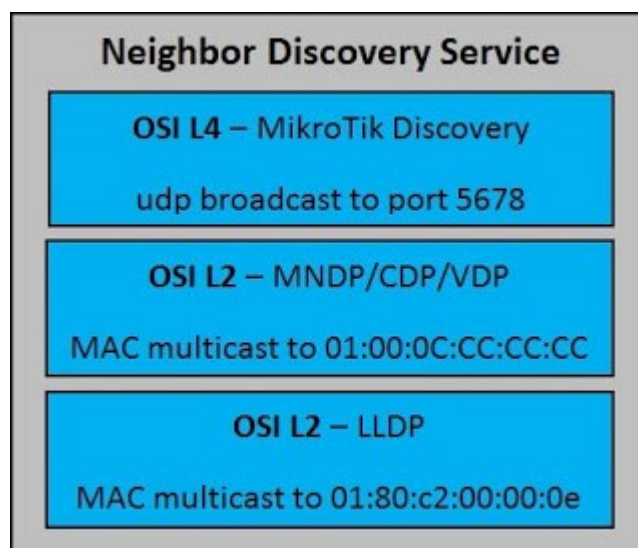 Neighbor Discovery Service
OSI L4 – MikroTik Discovery
udp broadcast to port 5678
OSI L2 – MNDP/CDP/VDP
MAC multicast to 01:00:0C:CC:CC:CC
OSI L2 – LLDP
MAC multicast to 01:80:c2:00:00:0e